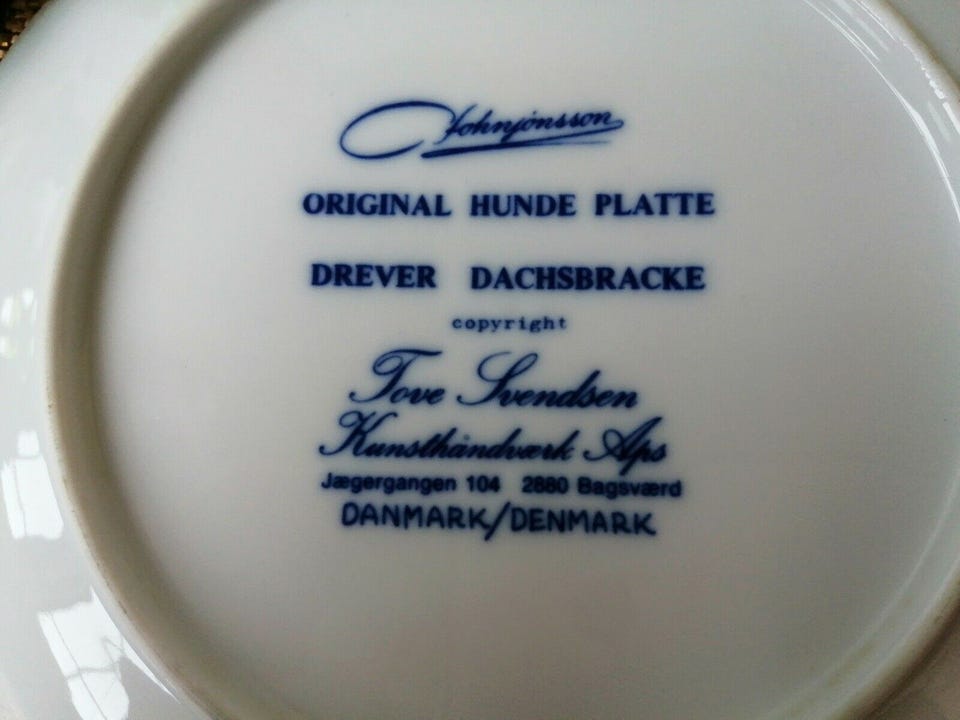 Johnjönsson
ORIGINAL HUNDE PLATTE
DREVER DACHSBRACKE
copyright
Tove Svendsen
Kunsthåndværk Aps
Jægergangen 104 2880 Bagsværd
DANMARK/DENMARK